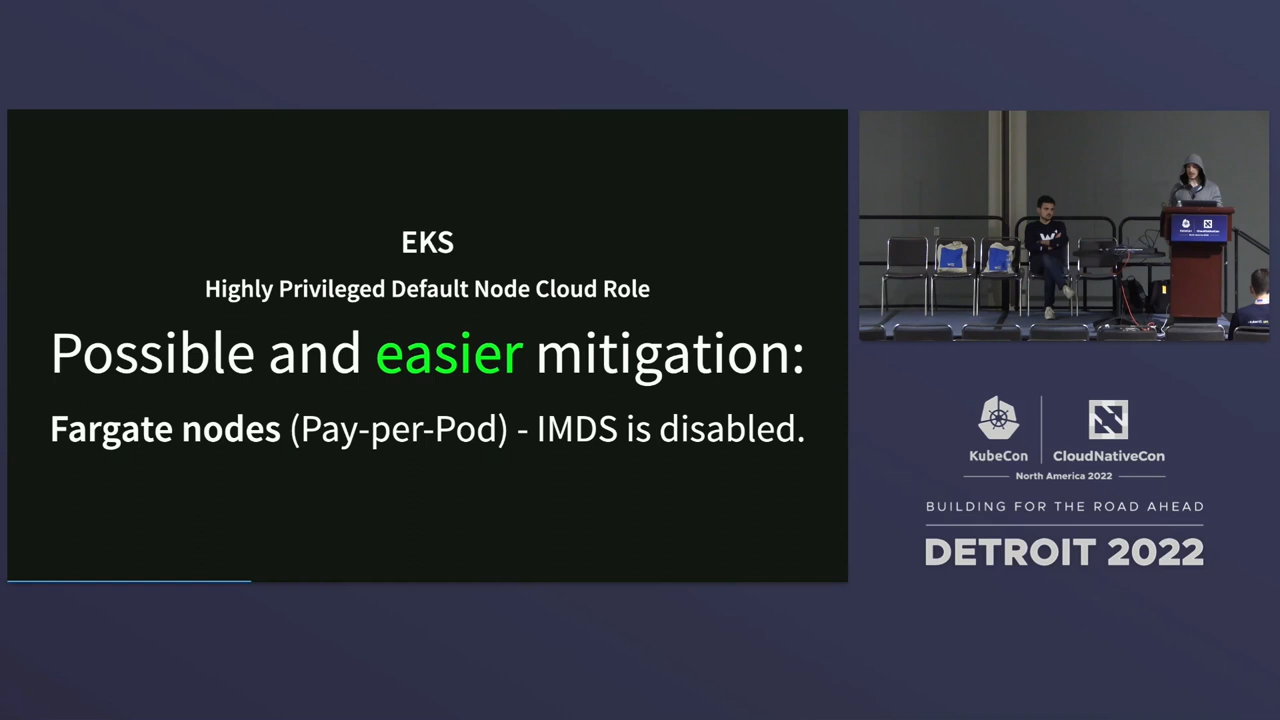 EKS
Highly Privileged Default Node Cloud Role
Possible and easier mitigation:
Fargate nodes (Pay-per-Pod) - IMDS is disabled.
KubeCon
CloudNativeCon
North America 2022
BUILDING FOR THE ROAD AHEAD
DETROIT 2022